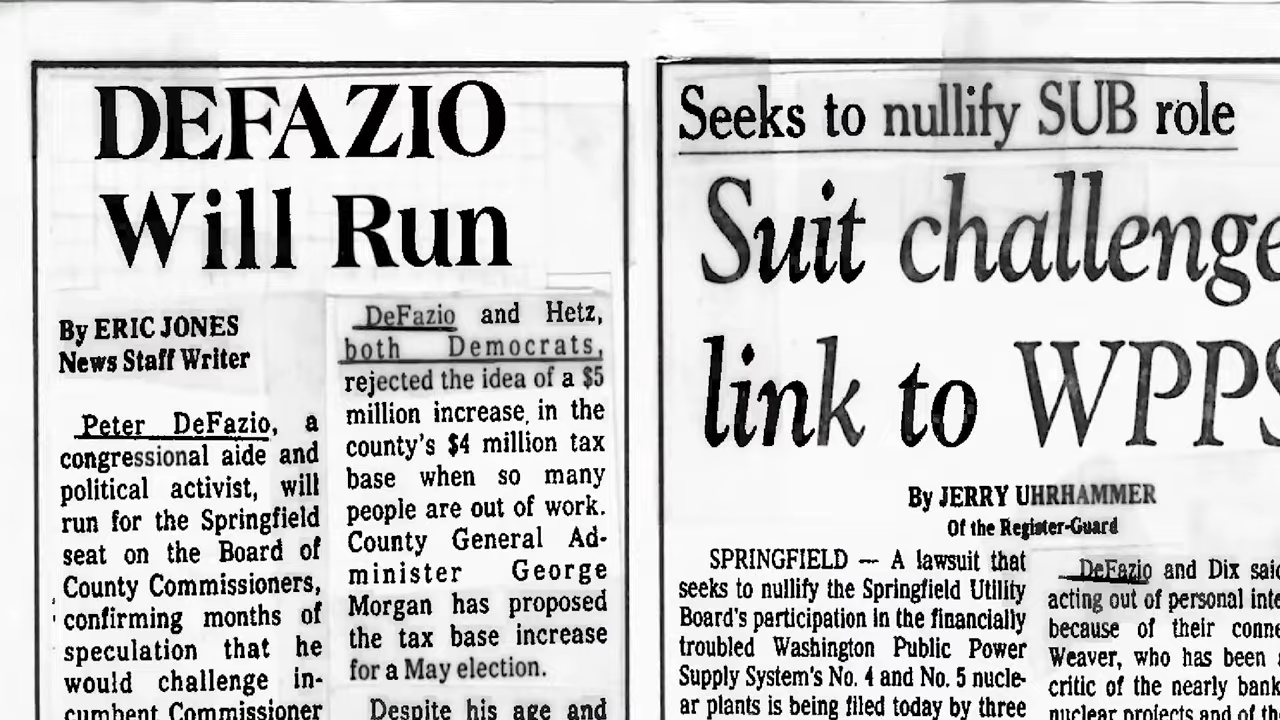 DEFAZIO
Will Run
By ERIC JONES
News Staff Writer
Peter DeFazio, a
congressional aide and
political activist, will
run for the Springfield
seat on the Board of
County Commissioners,
confirming months of
speculation that he
would challenge in-
cumbent Commissioner
DeFazio and Hetz,
both Democrats,
rejected the idea of a $5
million increase in the
county's $4 million tax
base when so many
people are out of work.
County General Ad-
minister George
Morgan has proposed
the tax base increase
for a May election.
Despite his age and
Seeks to nullify SUB role
Suit challenge
link to WPPS
By JERRY UHRHAMMER
Of the Register-Guard
SPRINGFIELD — A lawsuit that
seeks to nullify the Springfield Utility
Board's participation in the financially
troubled Washington Public Power
Supply System's No. 4 and No. 5 nucle-
ar plants is being filed today by three
DeFazio and Dix said
acting out of personal inte
because of their conne
Weaver, who has been a
critic of the nearly bank
nuclear projects and of th